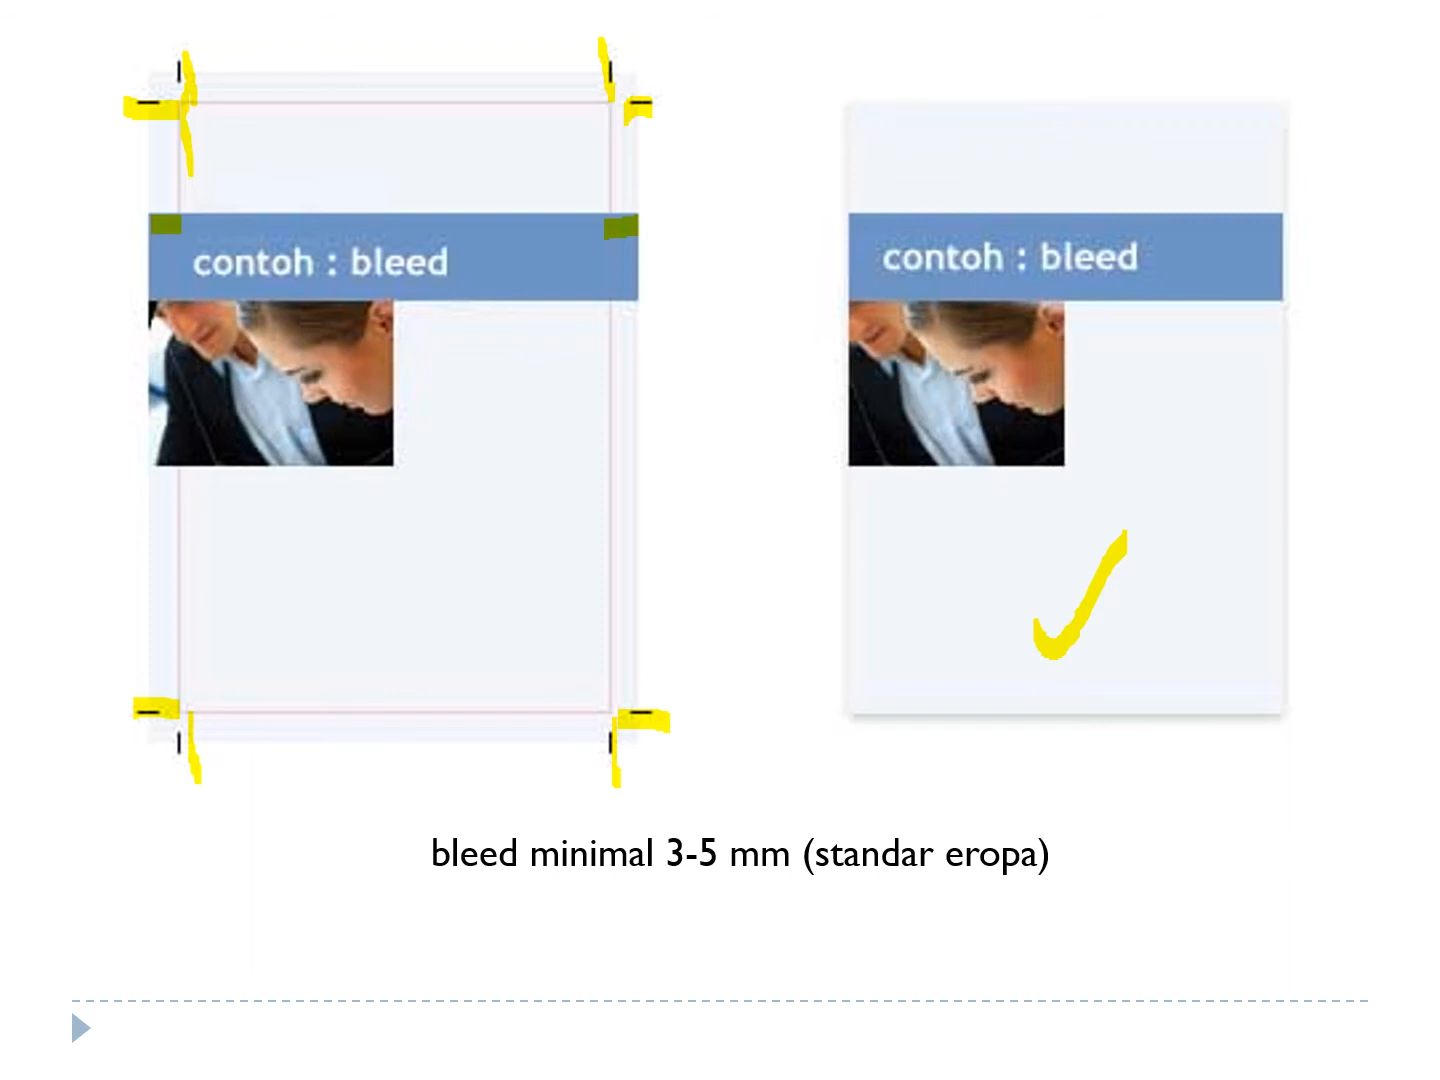 contoh : bleed
contoh : bleed
bleed minimal 3-5 mm (standar eropa)